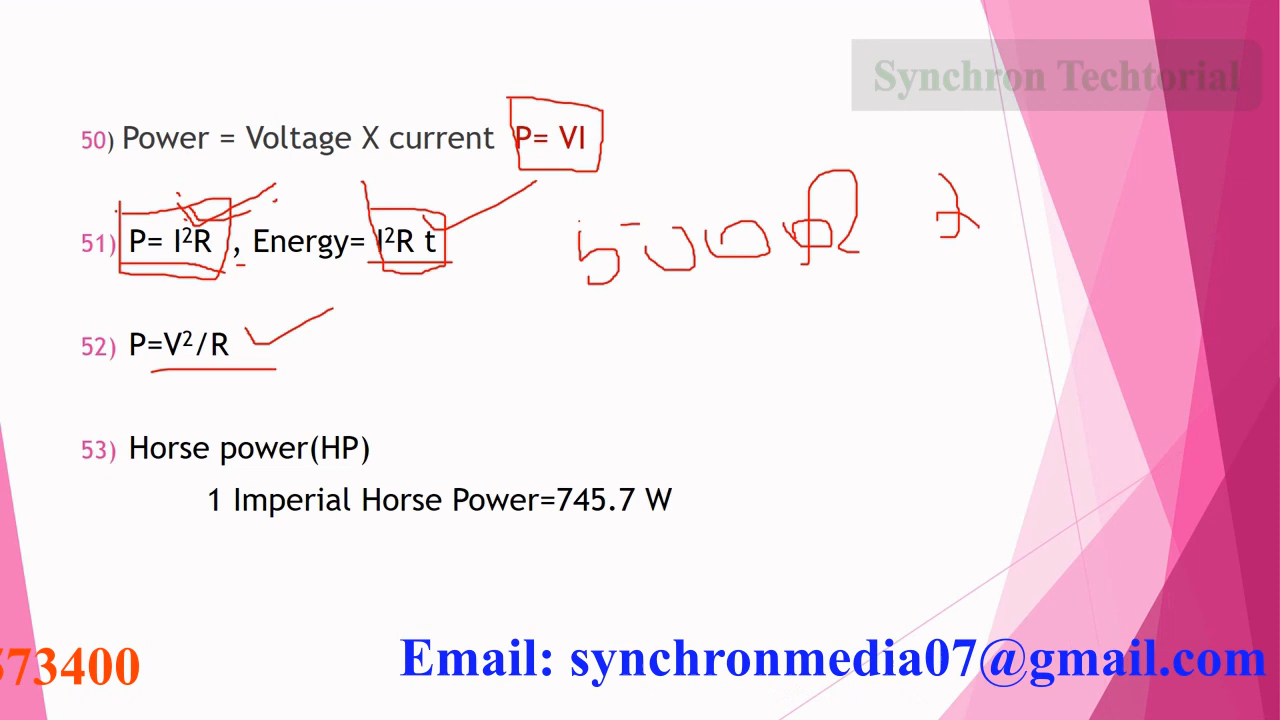 Synchron Techtorial
50) Power = Voltage X current P= VI
51) P= I²R , Energy= I²R t
52) P=V²/R
53) Horse power(HP)
1 Imperial Horse Power=745.7 W
573400 Email: synchronmedia07@gmail.com